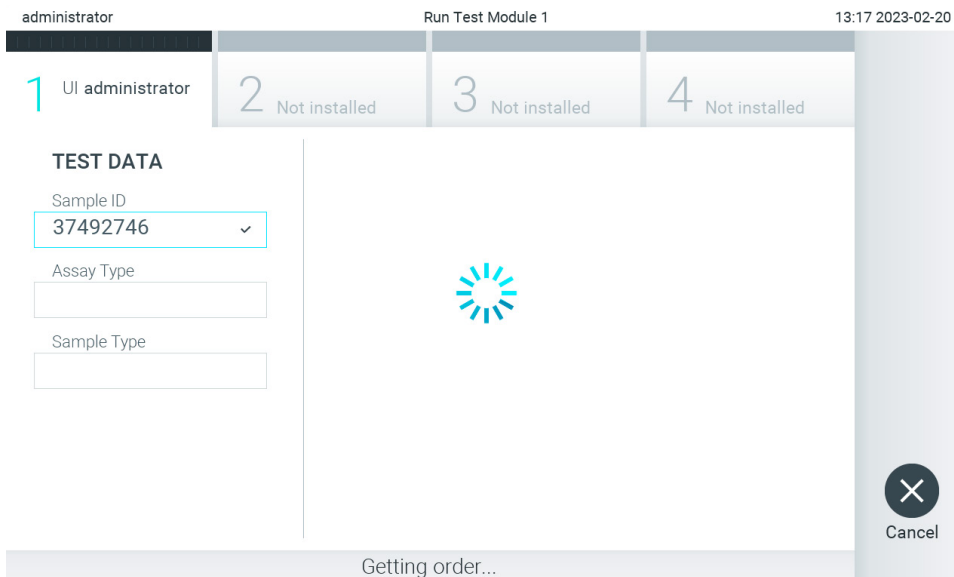 administrator Run Test Module 1 13:17 2023-02-20
1 UI administrator 2 Not installed 3 Not installed 4 Not installed
TEST DATA
Sample ID
37492746
Assay Type
Sample Type
Cancel
Getting order...